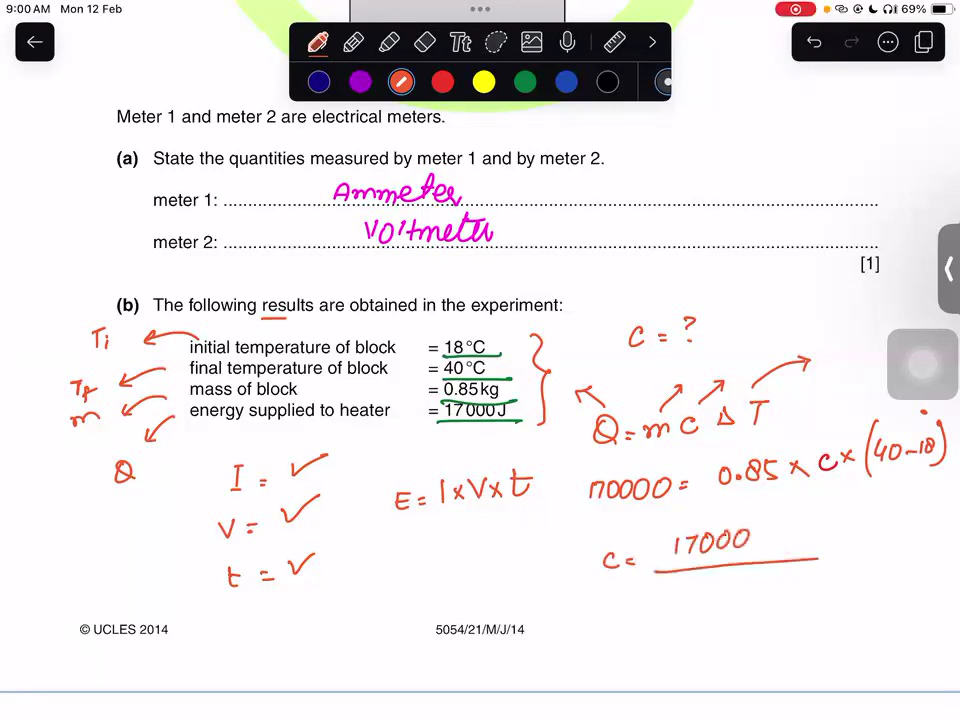 9:00 AM Mon 12 Feb 69%
Tt
Meter 1 and meter 2 are electrical meters.
(a) State the quantities measured by meter 1 and by meter 2.
meter 1: Ammeter
meter 2: Voltmeter
[1]
(b) The following results are obtained in the experiment:
Ti initial temperature of block = 18°C
Tf final temperature of block = 40°C
m mass of block = 0.85kg
Q energy supplied to heater = 17000J
C = ?
Q = m C Δ T
170000 = 0.85 × C × (40-18)
I = ✓
V = ✓
t = ✓
E = I × V × t
C = 17000
© UCLES 2014 5054/21/M/J/14